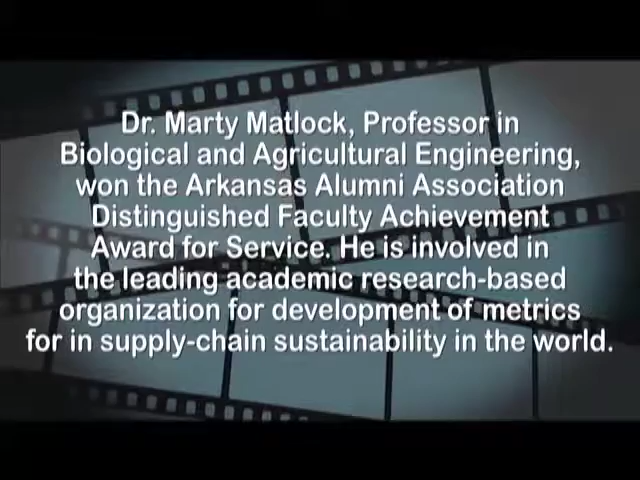 Dr. Marty Matlock, Professor in
Biological and Agricultural Engineering,
won the Arkansas Alumni Association
Distinguished Faculty Achievement
Award for Service. He is involved in
the leading academic research-based
organization for development of metrics
for in supply-chain sustainability in the world.